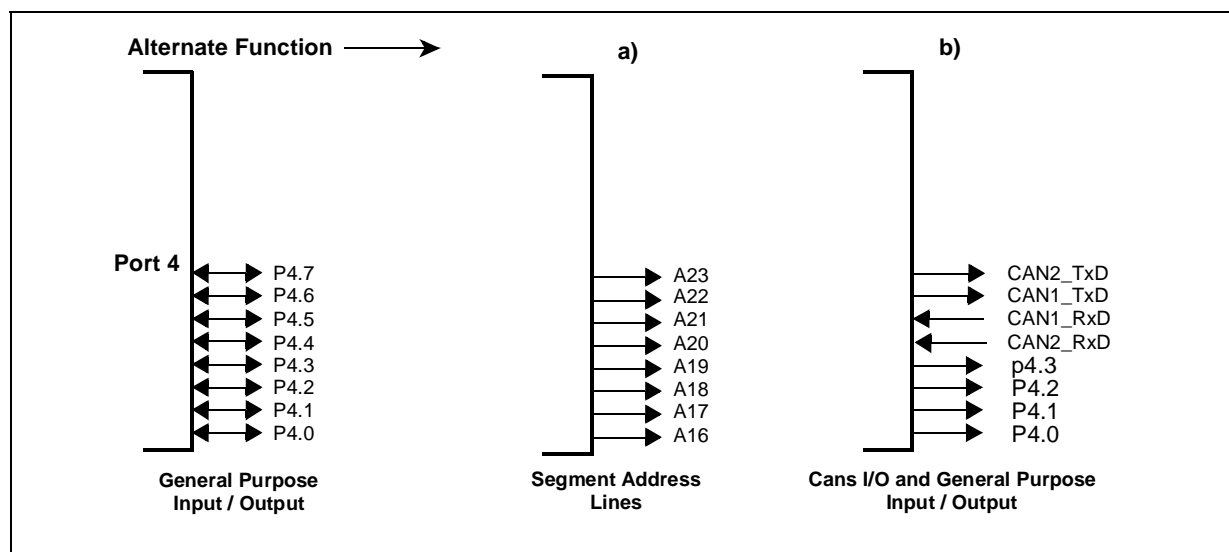 Alternate Function
a)
b)
Port 4
P4.7
P4.6
P4.5
P4.4
P4.3
P4.2
P4.1
P4.0
General Purpose
Input / Output
A23
A22
A21
A20
A19
A18
A17
A16
Segment Address
Lines
CAN2_TxD
CAN1_TxD
CAN1_RxD
CAN2_RxD
p4.3
P4.2
P4.1
P4.0
Cans I/O and General Purpose
Input / Output